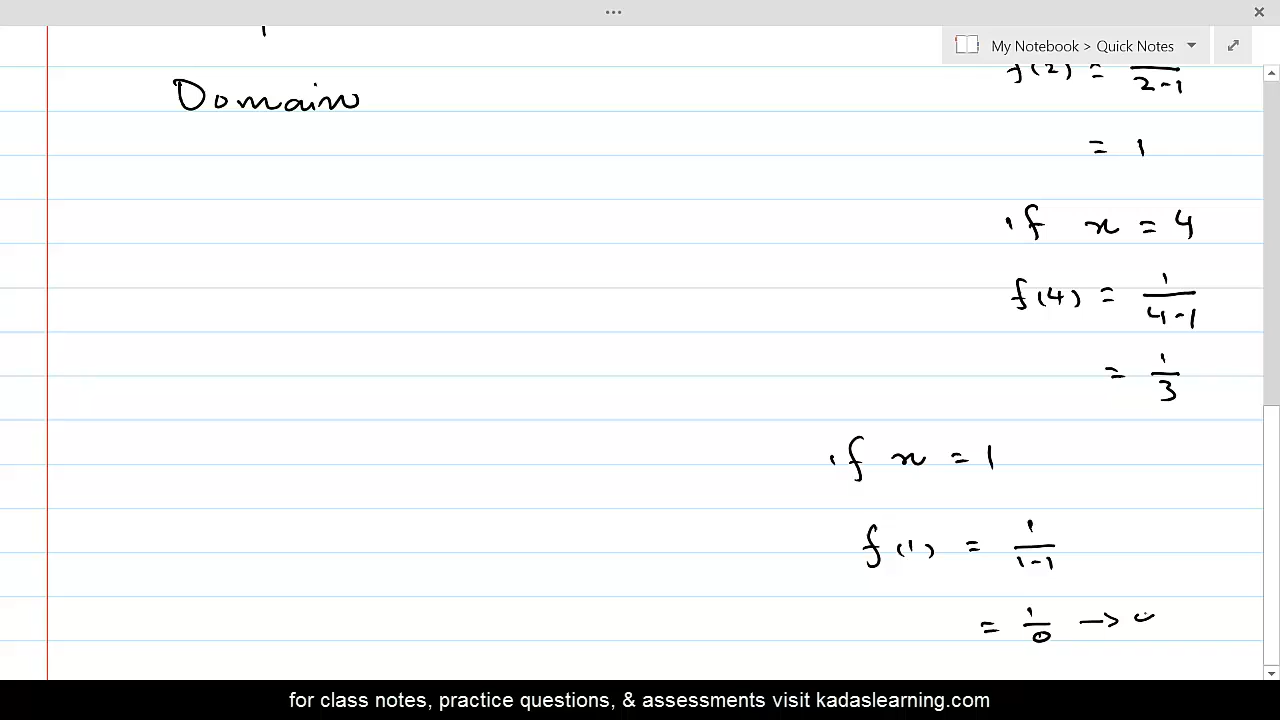 My Notebook > Quick Notes
Domain
f(2) = 2-1
= 1
if x = 4
f(4) = 1/4-1
= 1/3
if x = 1
f(1) = 1/1-1
= 1/0 →
for class notes, practice questions, & assessments visit kadaslearning.com